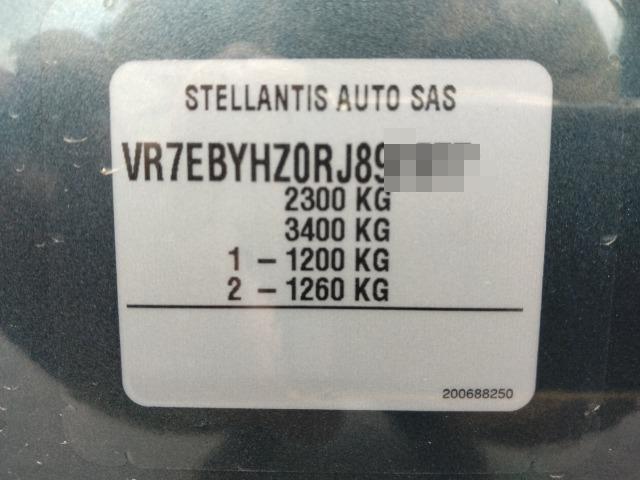 STELLANTIS AUTO SAS
VR7EBYHZ0RJ89
2300 KG
3400 KG
1 – 1200 KG
2 – 1260 KG
200688250